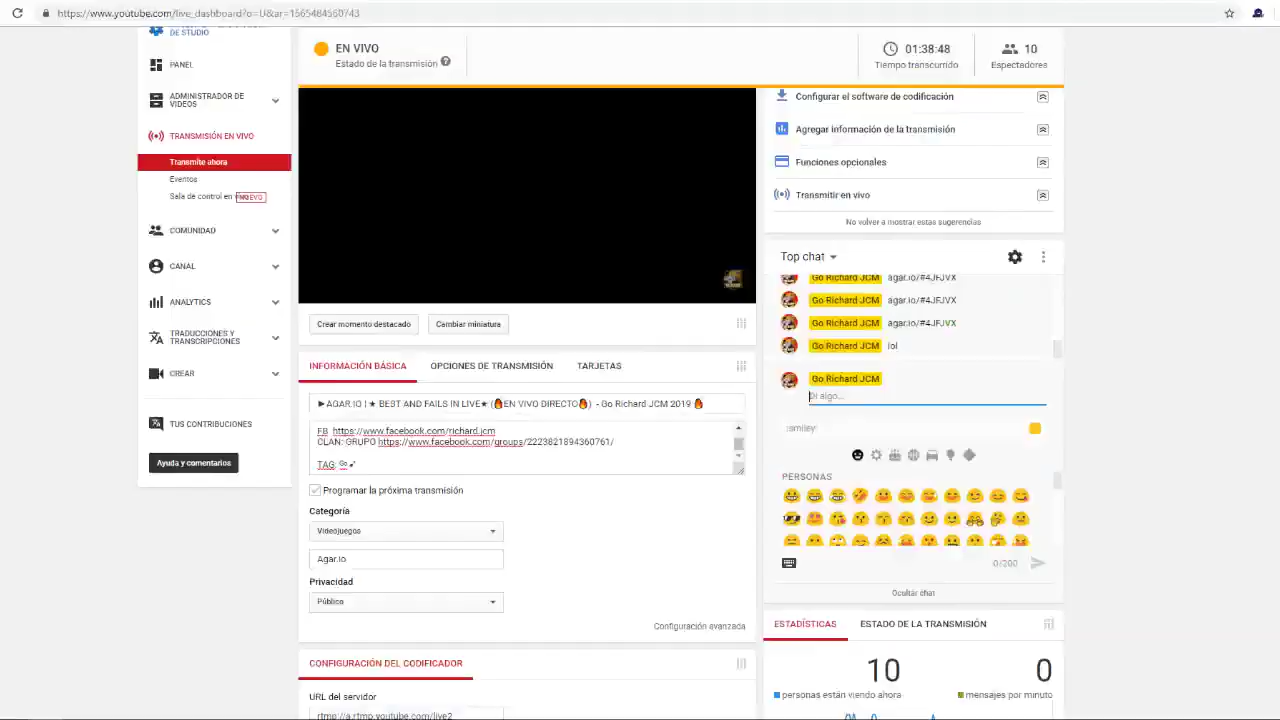 https://www.youtube.com/live_dashboard?o=U&ar=1565484550743
DE STUDIO
PANEL
ADMINISTRADOR DE
VIDEOS
TRANSMISIÓN EN VIVO
Transmite ahora
Eventos
Sala de control en vivo
NUEVO
COMUNIDAD
CANAL
ANALYTICS
TRADUCCIONES Y
TRANSCRIPCIONES
CREAR
TUS CONTRIBUCIONES
Ayuda y comentarios
EN VIVO
Estado de la transmisión
01:38:48
Tiempo transcurrido
10
Espectadores
Crear momento destacado
Cambiar miniatura
INFORMACIÓN BÁSICA
OPCIONES DE TRANSMISIÓN
TARJETAS
►AGAR.IO | ★ BEST AND FAILS IN LIVE★ (🔥EN VIVO DIRECTO🔥) - Go Richard JCM 2019 🔥
FB https://www.facebook.com/richard.jcm
CLAN: GRUPO https://www.facebook.com/groups/222382189436 0761/
TAG: Go
Programar la próxima transmisión
Categoría
Videojuegos
Agar.io
Privacidad
Público
Configuración avanzada
CONFIGURACIÓN DEL CODIFICADOR
URL del servidor
rtmp://a.rtmp.youtube.com/live2
Configurar el software de codificación
Agregar información de la transmisión
Funciones opcionales
Transmitir en vivo
No volver a mostrar estas sugerencias
Top chat
Go Richard JCM agar.io/#4JFJVX
Go Richard JCM agar.io/#4JFJVX
Go Richard JCM agar.io/#4JFJVX
Go Richard JCM lol
Go Richard JCM
Di algo...
:smiley:
PERSONAS
0/200
Ocultar chat
ESTADÍSTICAS
ESTADO DE LA TRANSMISIÓN
10
personas están viendo ahora
0
mensajes por minuto